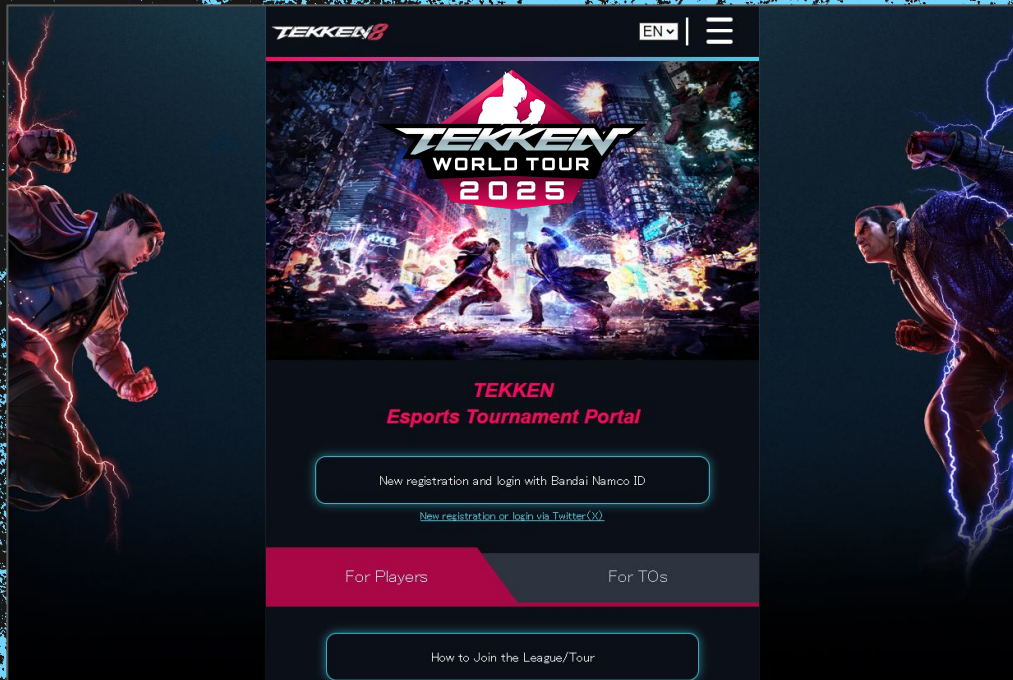 TEKKEN8
EN
TEKKEN
WORLD TOUR
2025
TEKKEN
Esports Tournament Portal
New registration and login with Bandai Namco ID
New registration or login via Twitter(X)
For Players
For TOs
How to Join the League/Tour